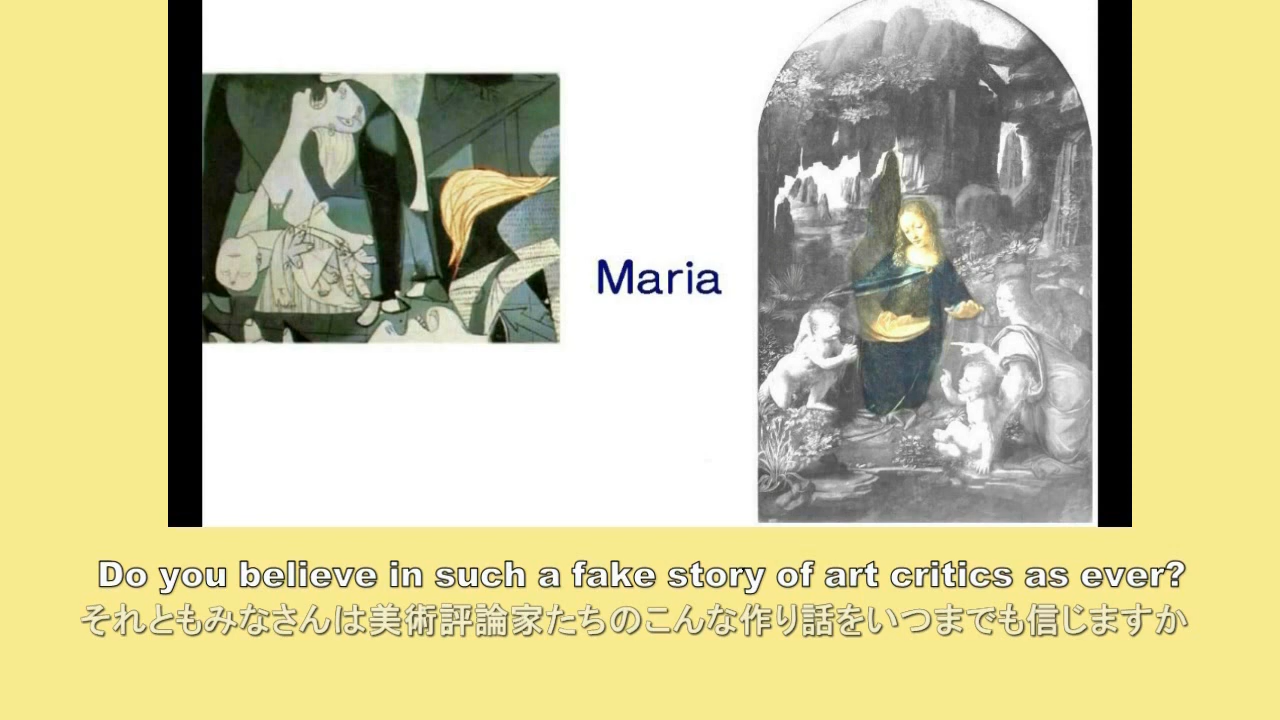 Maria
Do you believe in such a fake story of art critics as ever?
それともみなさんは美術評論家たちのこんな作り話をいつまでも信じますか